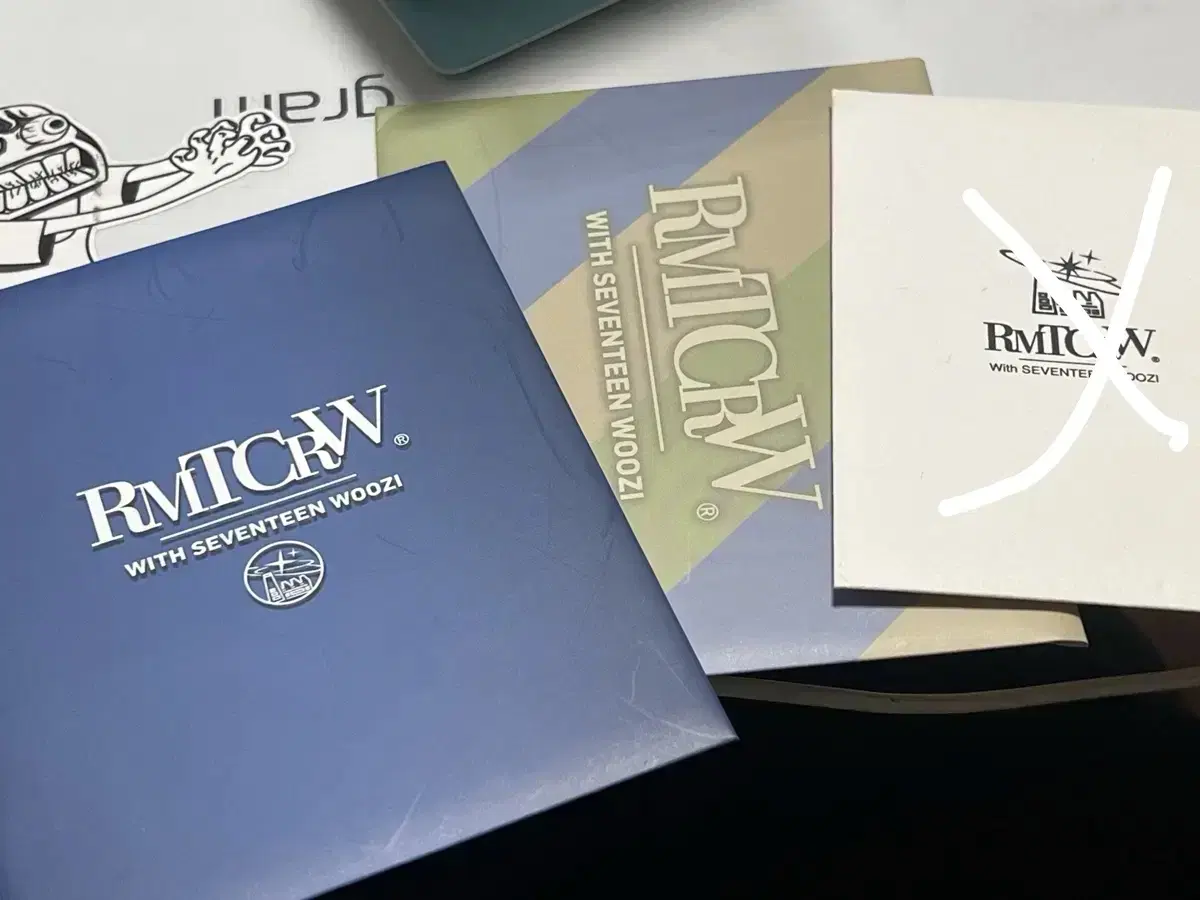 gram
RMTCRW®
WITH SEVENTEEN WOOZI
RMTCRW
®
WITH SEVENTEEN WOOZI
RMTCRW®
With SEVENTEEN WOOZI